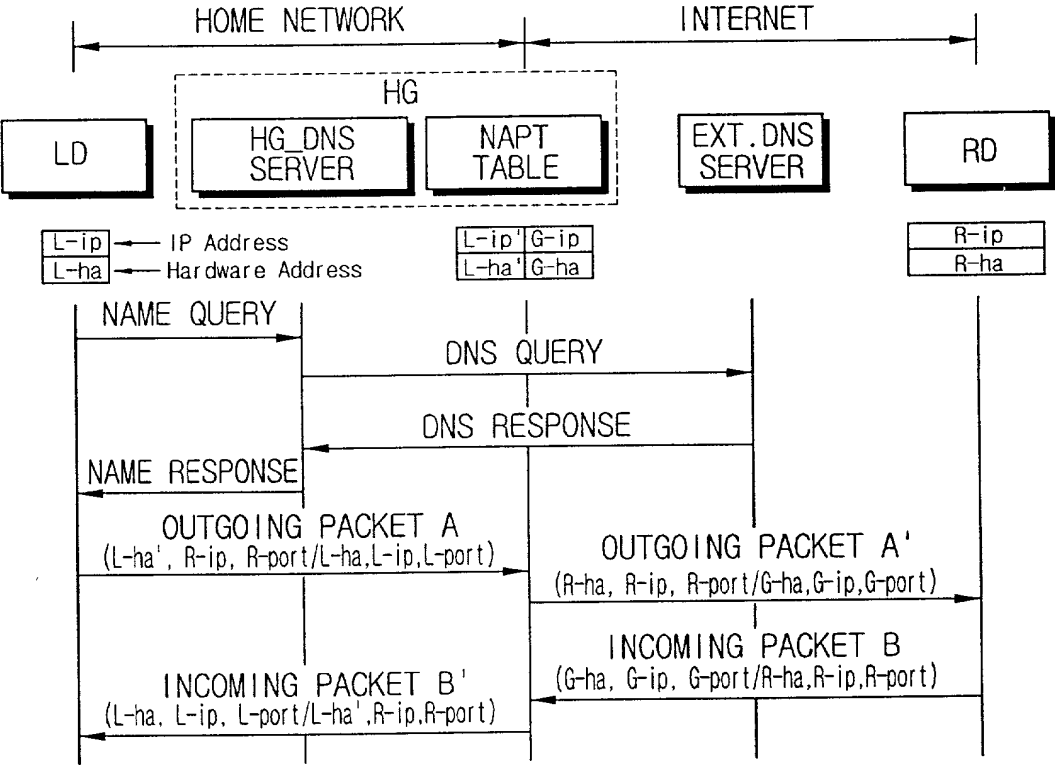 HOME NETWORK
INTERNET
HG
LD
HG_DNS
SERVER
NAPT
TABLE
EXT.DNS
SERVER
RD
L-ip
IP Address
L-ha
Hardware Address
L-ip' G-ip
L-ha' G-ha
R-ip
R-ha
NAME QUERY
DNS QUERY
DNS RESPONSE
NAME RESPONSE
OUTGOING PACKET A
(L-ha', R-ip, R-port/L-ha,L-ip,L-port)
OUTGOING PACKET A'
(R-ha, R-ip, R-port/G-ha,G-ip,G-port)
INCOMING PACKET B
(G-ha, G-ip, G-port/R-ha,R-ip,R-port)
INCOMING PACKET B'
(L-ha, L-ip, L-port/L-ha',R-ip,R-port)